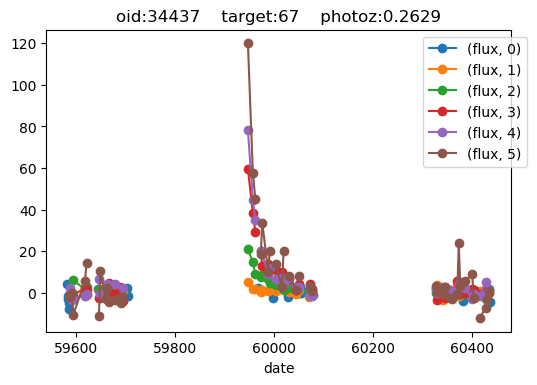 oid:34437    target:67    photoz:0.2629
120
100
80
60
40
20
0
59600
59800
60000
60200
60400
date
(flux, 0)
(flux, 1)
(flux, 2)
(flux, 3)
(flux, 4)
(flux, 5)